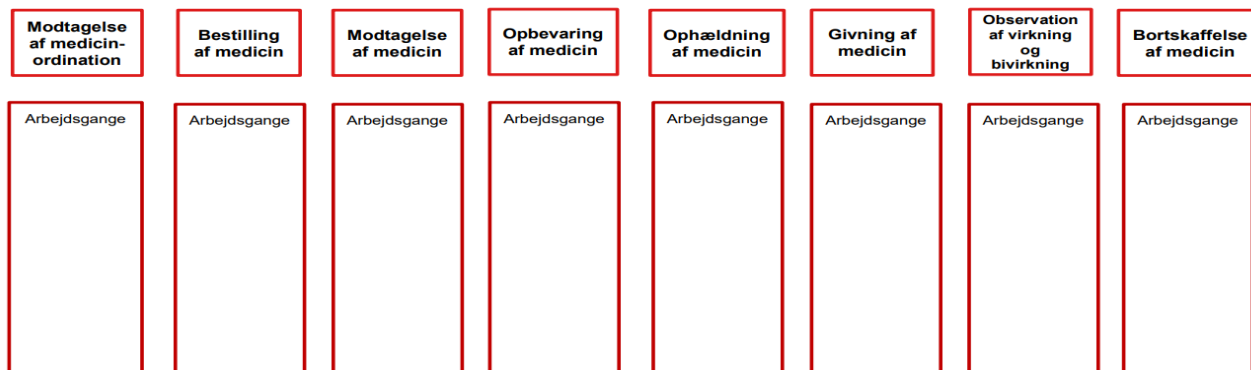 Modtagelse
af medicin-
ordination
Bestilling
af medicin
Modtagelse
af medicin
Opbevaring
af medicin
Ophældning
af medicin
Givning af
medicin
Observation
af virkning
og
bivirkning
Bortskaffelse
af medicin
Arbejdsgange
Arbejdsgange
Arbejdsgange
Arbejdsgange
Arbejdsgange
Arbejdsgange
Arbejdsgange
Arbejdsgange